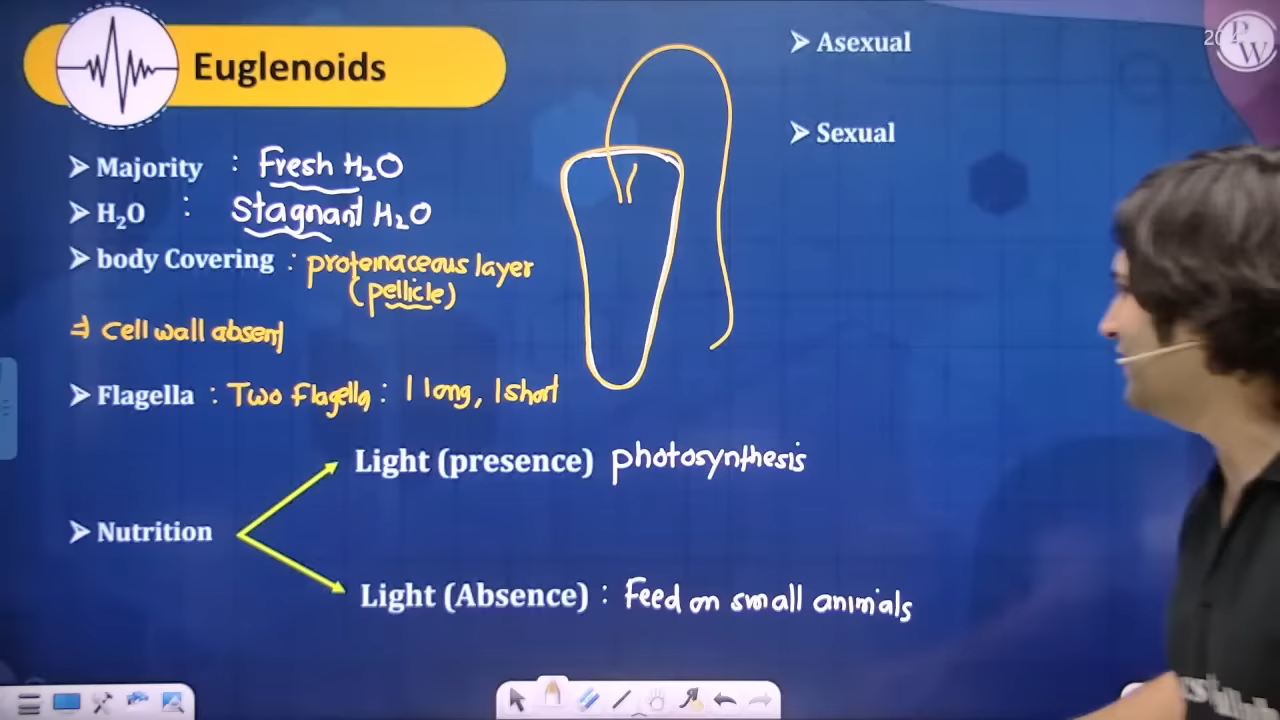 Euglenoids
Majority : Fresh H₂O
H₂O : Stagnant H₂O
body Covering : proteinaceous layer
(pellicle)
⇒ cell wall absent
Flagella : Two flagella : 1 long, 1 short
Nutrition
Light (presence) photosynthesis
Light (Absence) : Feed on small animals
Asexual
Sexual
PW